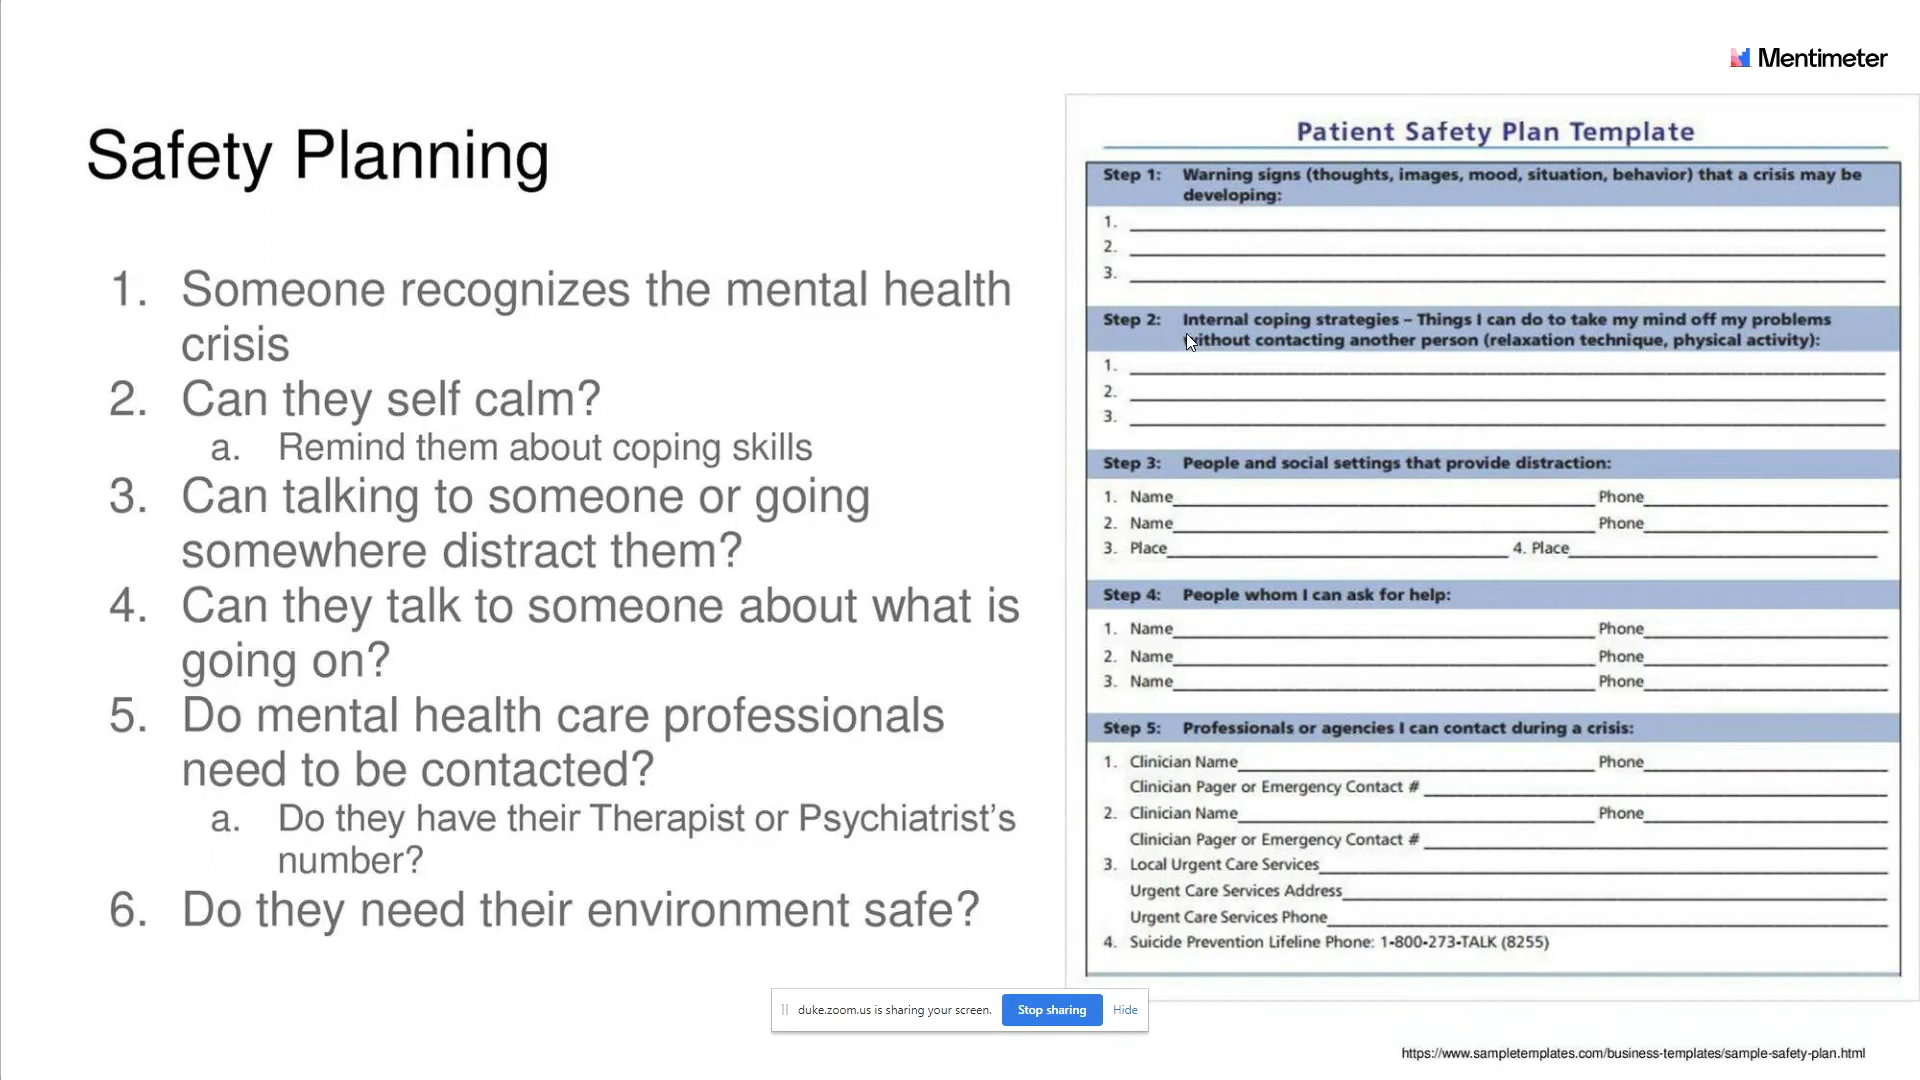 Mentimeter
Safety Planning
1. Someone recognizes the mental health
crisis
2. Can they self calm?
a. Remind them about coping skills
3. Can talking to someone or going
somewhere distract them?
4. Can they talk to someone about what is
going on?
5. Do mental health care professionals
need to be contacted?
a. Do they have their Therapist or Psychiatrist's
number?
6. Do they need their environment safe?
Patient Safety Plan Template
Step 1: Warning signs (thoughts, images, mood, situation, behavior) that a crisis may be
developing:
1.
2.
3.
Step 2: Internal coping strategies – Things I can do to take my mind off my problems
without contacting another person (relaxation technique, physical activity):
1.
2.
3.
Step 3: People and social settings that provide distraction:
1. Name Phone
2. Name Phone
3. Place 4. Place
Step 4: People whom I can ask for help:
1. Name Phone
2. Name Phone
3. Name Phone
Step 5: Professionals or agencies I can contact during a crisis:
1. Clinician Name Phone
Clinician Pager or Emergency Contact #
2. Clinician Name Phone
Clinician Pager or Emergency Contact #
3. Local Urgent Care Services
Urgent Care Services Address
Urgent Care Services Phone
4. Suicide Prevention Lifeline Phone: 1-800-273-TALK (8255)
duke.zoom.us is sharing your screen. Stop sharing Hide
https://www.sampletemplates.com/business-templates/sample-safety-plan.html